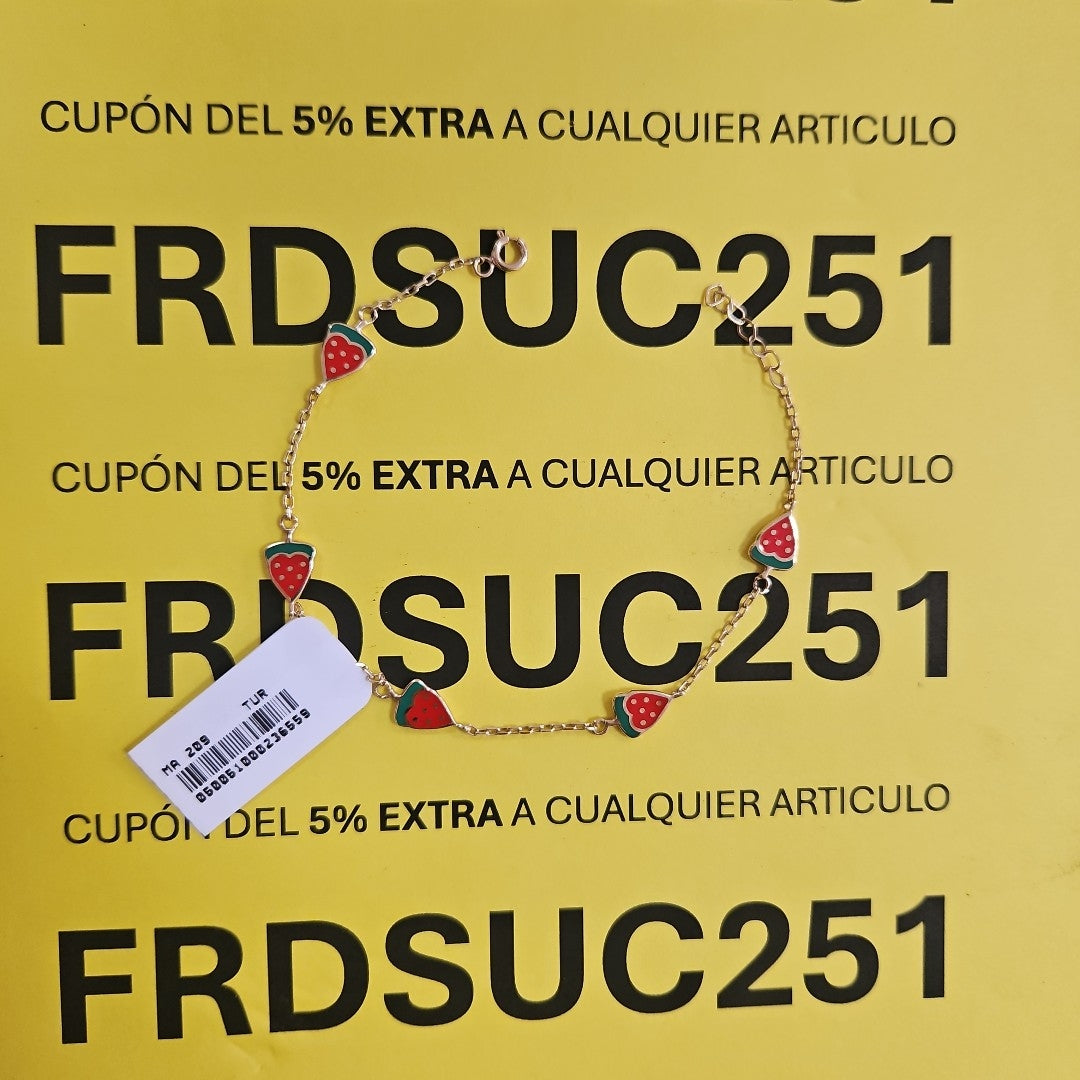 CUPÓN DEL 5% EXTRA A CUALQUIER ARTICULO
FRDSUC251
CUPÓN DEL 5% EXTRA A CUALQUIER ARTICULO
FRDSUC251
TUR
MA 209
050051000236559
CUPÓN DEL 5% EXTRA A CUALQUIER ARTICULO
FRDSUC251